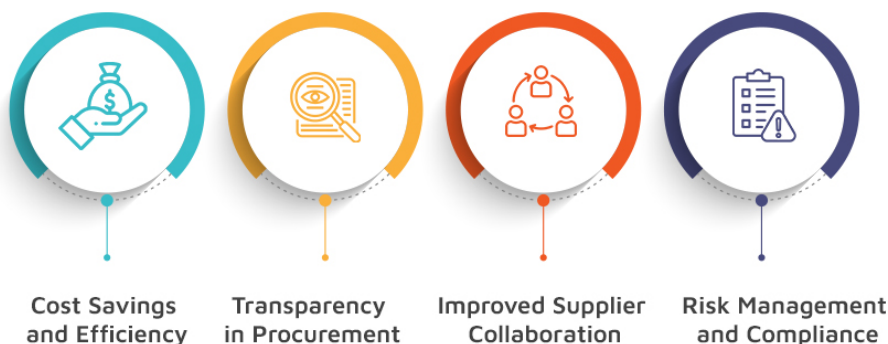 $
Cost Savings
and Efficiency
Transparency
in Procurement
Improved Supplier
Collaboration
Risk Management
and Compliance